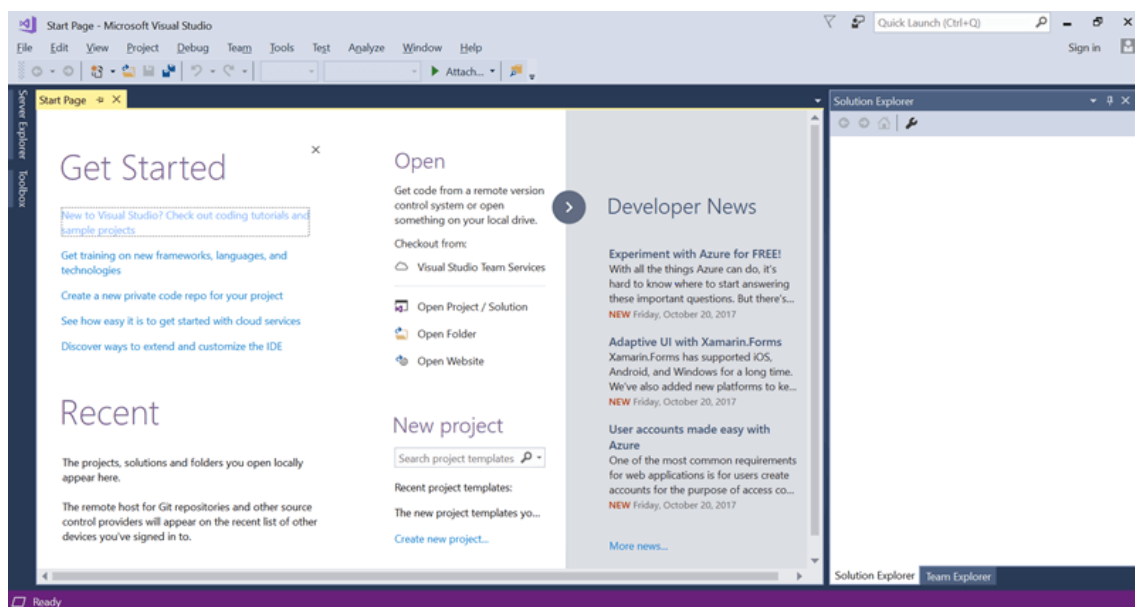 Start Page - Microsoft Visual Studio
Quick Launch (Ctrl+Q)
File Edit View Project Debug Team Tools Test Analyze Window Help
Sign in
Attach...
Server Explorer
Toolbox
Start Page
Get Started
New to Visual Studio? Check out coding tutorials and
sample projects
Get training on new frameworks, languages, and
technologies
Create a new private code repo for your project
See how easy it is to get started with cloud services
Discover ways to extend and customize the IDE
Recent
The projects, solutions and folders you open locally
appear here.
The remote host for Git repositories and other source
control providers will appear on the recent list of other
devices you've signed in to.
Open
Get code from a remote version
control system or open
something on your local drive.
Checkout from:
Visual Studio Team Services
Open Project / Solution
Open Folder
Open Website
New project
Search project templates
Recent project templates:
The new project templates yo...
Create new project...
Developer News
Experiment with Azure for FREE!
With all the things Azure can do, it's
hard to know where to start answering
these important questions. But there's...
NEW Friday, October 20, 2017
Adaptive UI with Xamarin.Forms
Xamarin.Forms has supported iOS,
Android, and Windows for a long time.
We've also added new platforms to ke...
NEW Friday, October 20, 2017
User accounts made easy with
Azure
One of the most common requirements
for web applications is for users create
accounts for the purpose of access co...
NEW Friday, October 20, 2017
More news...
Solution Explorer
Solution Explorer Team Explorer
Ready